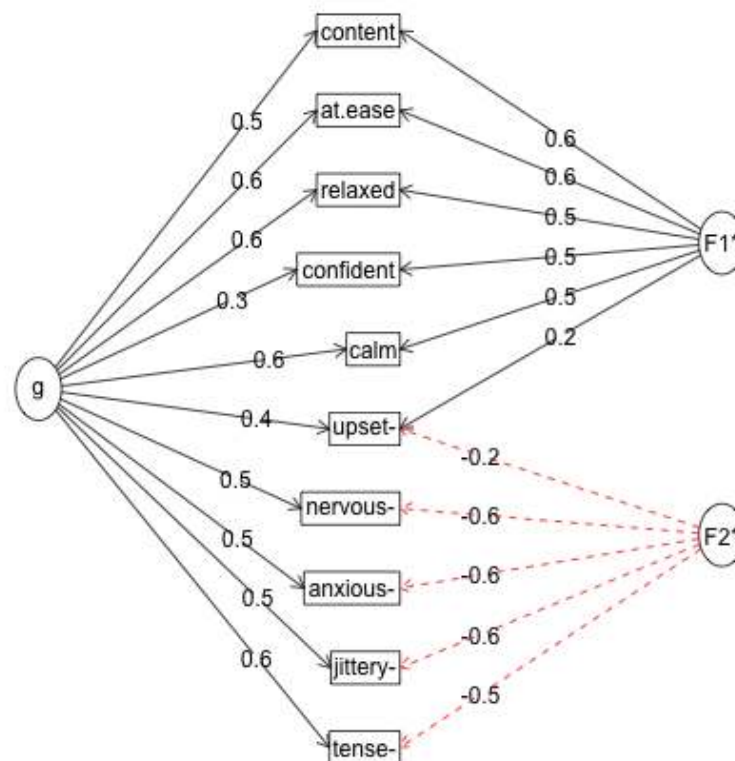 content
0.5
0.6
at.ease
0.6
0.6
relaxed
0.6
0.5
F1*
confident
0.3
0.5
calm
0.6
0.5
g
upset-
0.4
0.2
-0.2
nervous-
0.5
-0.6
F2*
anxious-
0.5
-0.6
jittery-
0.5
-0.6
tense-
0.6
-0.5